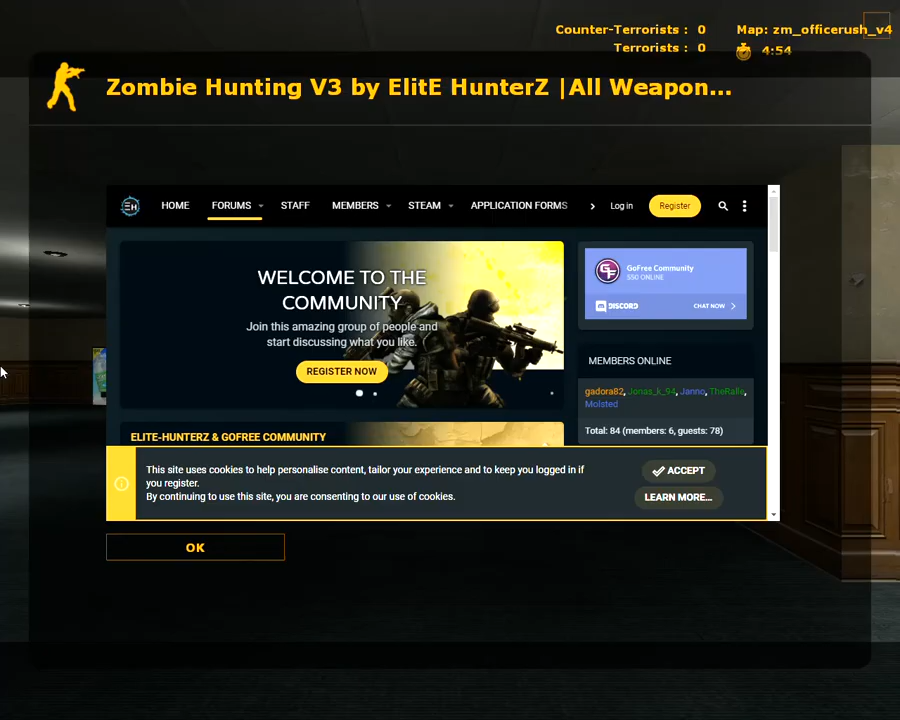 Counter-Terrorists : 0 Map: zm_officerush_v4
Terrorists : 0 4:54
Zombie Hunting V3 by ElitE HunterZ |All Weapon...
EH HOME FORUMS STAFF MEMBERS STEAM APPLICATION FORMS Log in Register
WELCOME TO THE
COMMUNITY
Join this amazing group of people and
start discussing what you like.
REGISTER NOW
GF GoFree Community
550 ONLINE
DISCORD CHAT NOW
MEMBERS ONLINE
gadora82, Jonas_k_94, Janno, TheRalle,
Molsted
Total: 84 (members: 6, guests: 78)
ELITE-HUNTERZ & GOFREE COMMUNITY
This site uses cookies to help personalise content, tailor your experience and to keep you logged in if
you register.
By continuing to use this site, you are consenting to our use of cookies.
ACCEPT
LEARN MORE...
OK